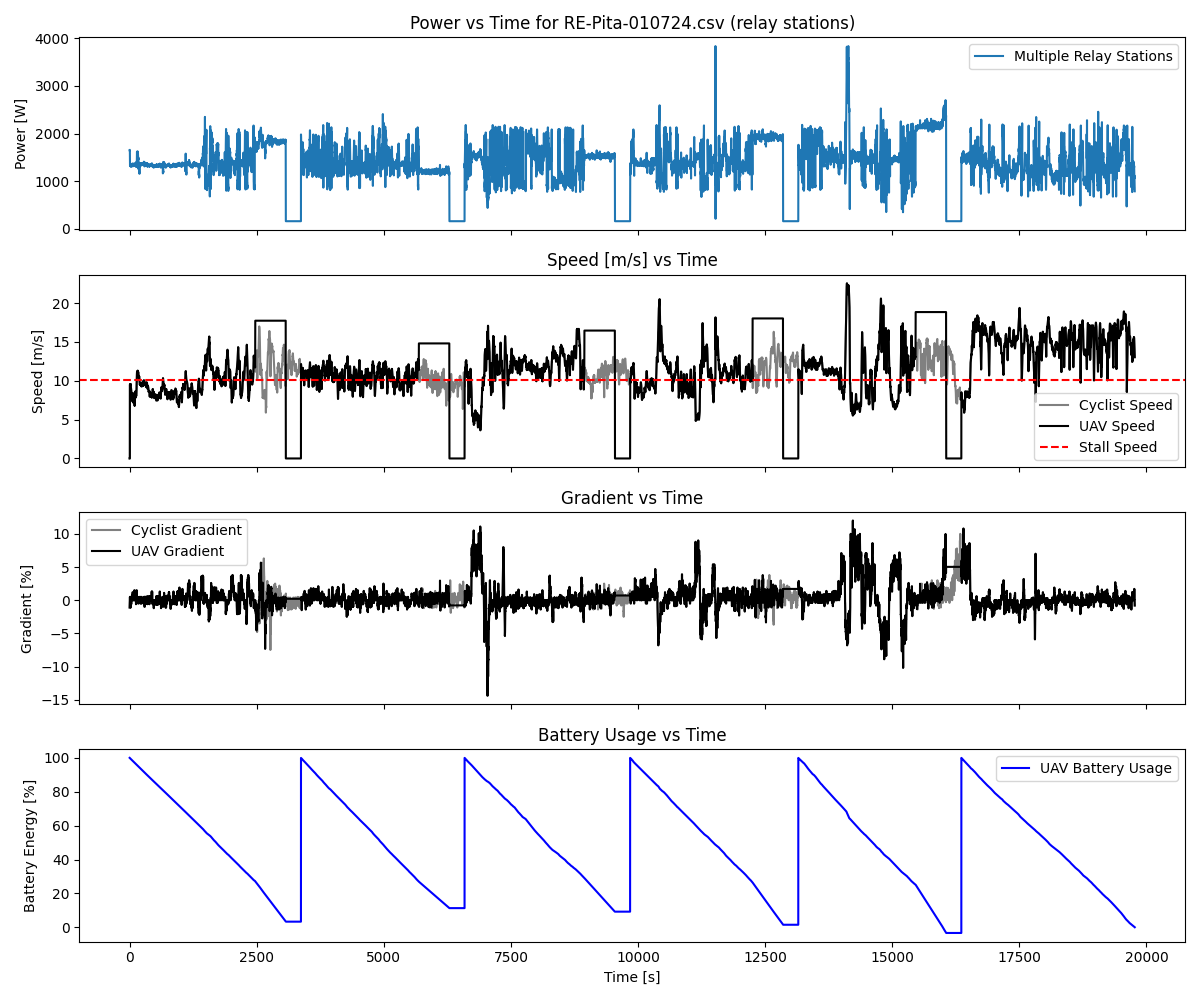 Power vs Time for RE-Pita-010724.csv (relay stations)
4000
3000
2000
1000
0
Power [W]
Multiple Relay Stations
Speed [m/s] vs Time
20
15
10
5
0
Speed [m/s]
Cyclist Speed
UAV Speed
Stall Speed
Gradient vs Time
10
5
0
−5
−10
−15
Gradient [%]
Cyclist Gradient
UAV Gradient
Battery Usage vs Time
100
80
60
40
20
0
Battery Energy [%]
UAV Battery Usage
0 2500 5000 7500 10000 12500 15000 17500 20000
Time [s]